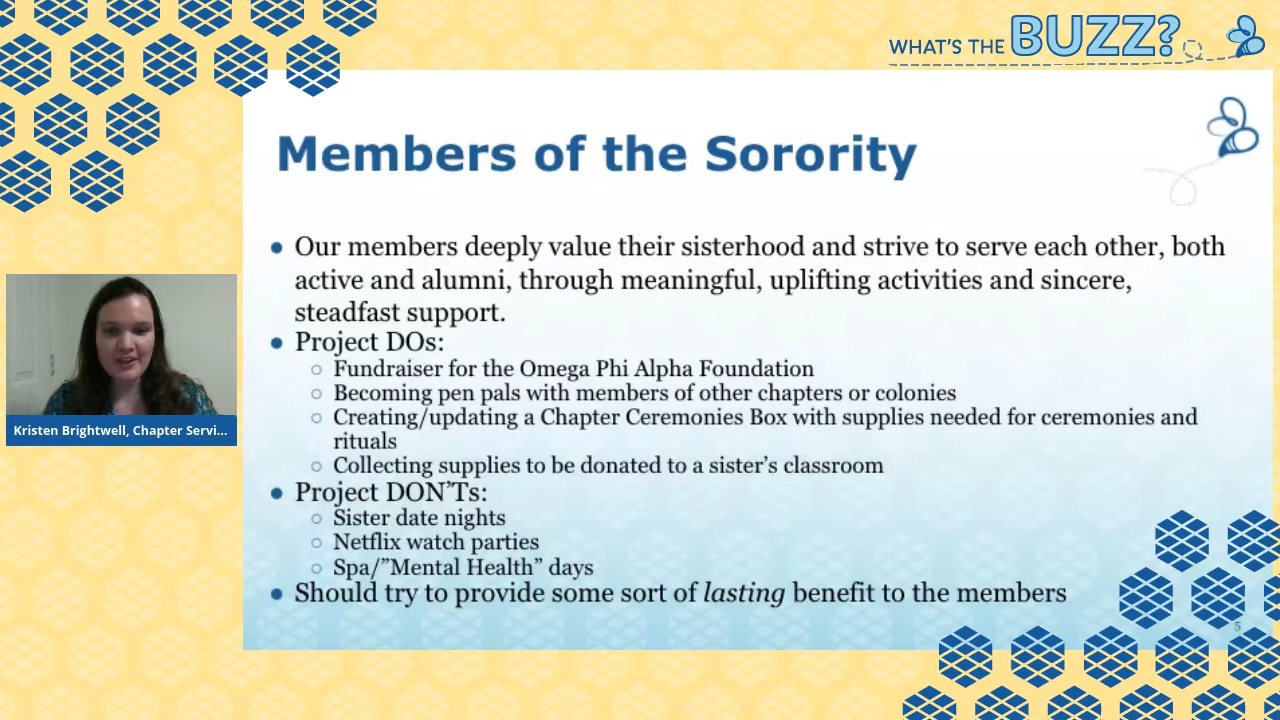 WHAT'S THE BUZZ?
Members of the Sorority
● Our members deeply value their sisterhood and strive to serve each other, both
active and alumni, through meaningful, uplifting activities and sincere,
steadfast support.
● Project DOs:
○ Fundraiser for the Omega Phi Alpha Foundation
○ Becoming pen pals with members of other chapters or colonies
○ Creating/updating a Chapter Ceremonies Box with supplies needed for ceremonies and
rituals
○ Collecting supplies to be donated to a sister's classroom
● Project DON'Ts:
○ Sister date nights
○ Netflix watch parties
○ Spa/”Mental Health” days
● Should try to provide some sort of lasting benefit to the members
Kristen Brightwell, Chapter Servi...
5